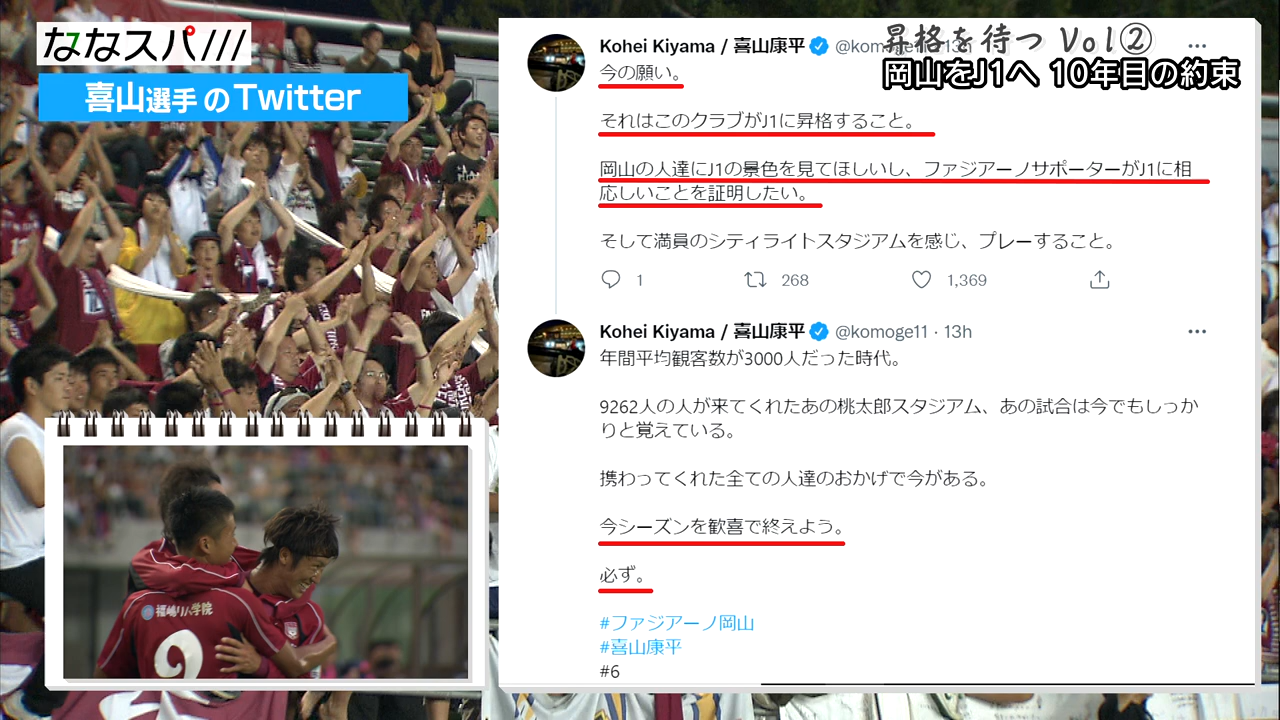 ななスパ///
喜山選手のTwitter
昇格を待つ Vol②
岡山をJ1へ 10年目の約束
Kohei Kiyama / 喜山康平 @komoge11 · 13h
今の願い。
それはこのクラブがJ1に昇格すること。
岡山の人達にJ1の景色を見てほしいし、ファジアーノサポーターがJ1に相
応しいことを証明したい。
そして満員のシティライトスタジアムを感じ、プレーすること。
1 268 1,369
Kohei Kiyama / 喜山康平 @komoge11 · 13h
年間平均観客数が3000人だった時代。
9262人の人が来てくれたあの桃太郎スタジアム、あの試合は今でもしっか
りと覚えている。
携わってくれた全ての人達のおかげで今がある。
今シーズンを歓喜で終えよう。
必ず。
#ファジアーノ岡山
#喜山康平
#6
福嶋リハ学院
9